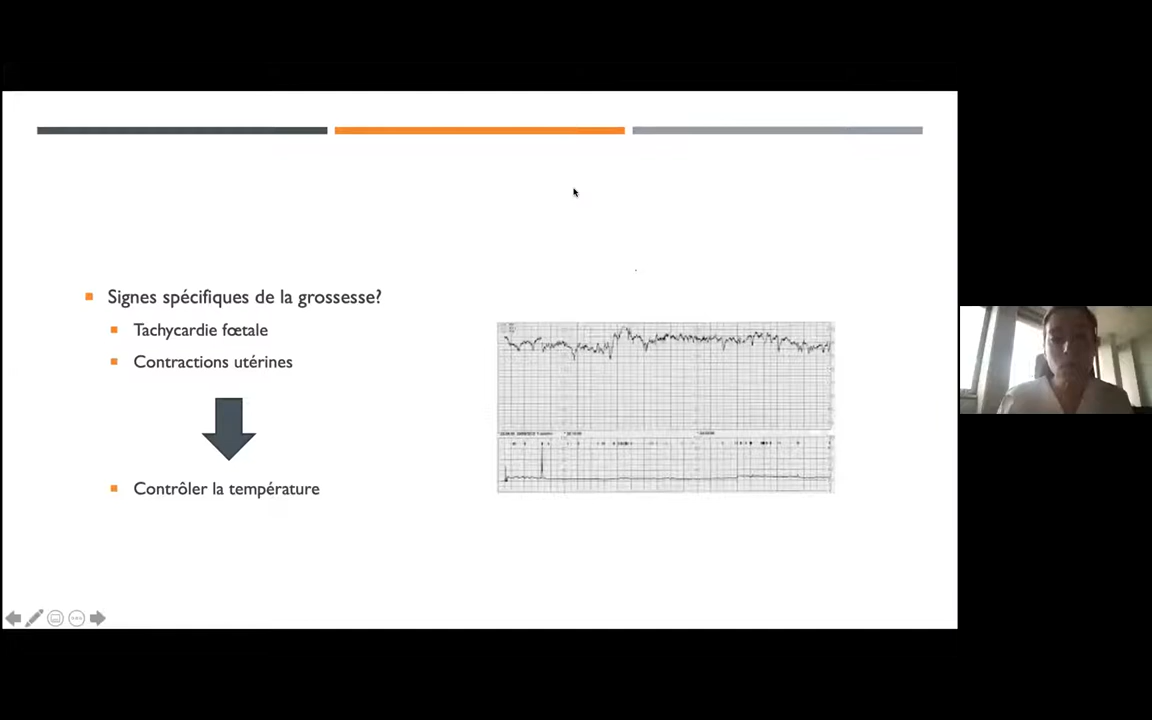 Signes spécifiques de la grossesse?
Tachycardie fœtale
Contractions utérines
Contrôler la température